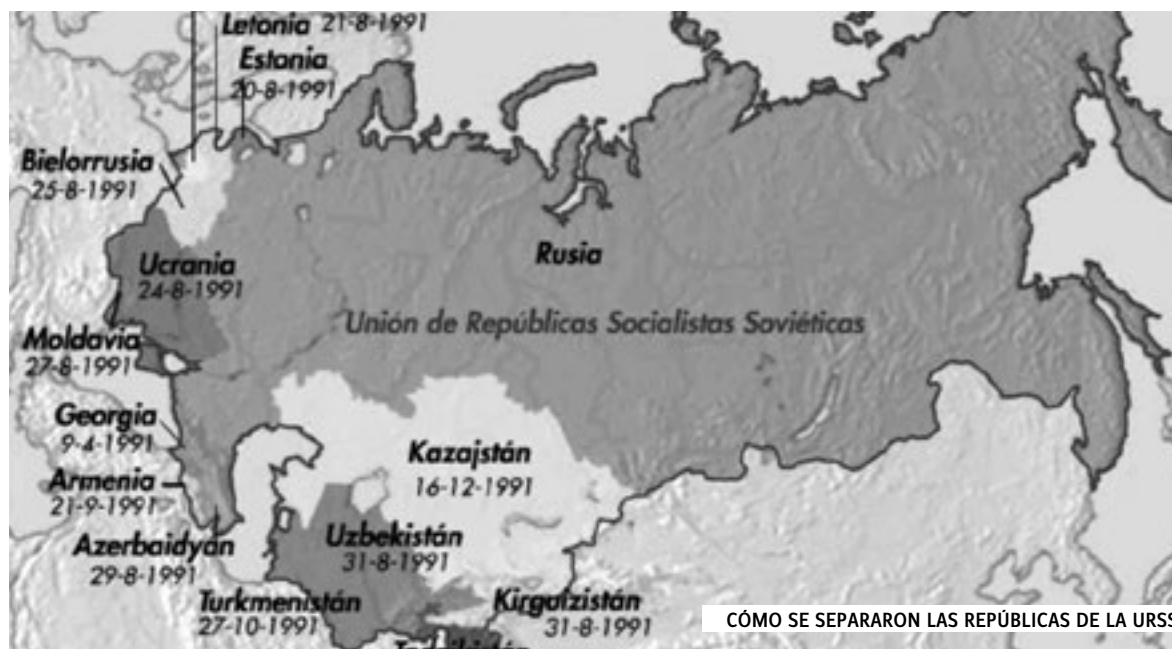 Letonia 21-8-1991
Estonia
20-8-1991
Bielorrusia
25-8-1991
Ucrania
24-8-1991
Rusia
Unión de Repúblicas Socialistas Soviéticas
Moldavia
27-8-1991
Georgia
9-4-1991
Armenia
21-9-1991
Azerbaidyán
29-8-1991
Kazajstán
16-12-1991
Uzbekistán
31-8-1991
Turkmenistán
27-10-1991
Kirguizistán
31-8-1991
CÓMO SE SEPARARON LAS REPÚBLICAS DE LA URSS